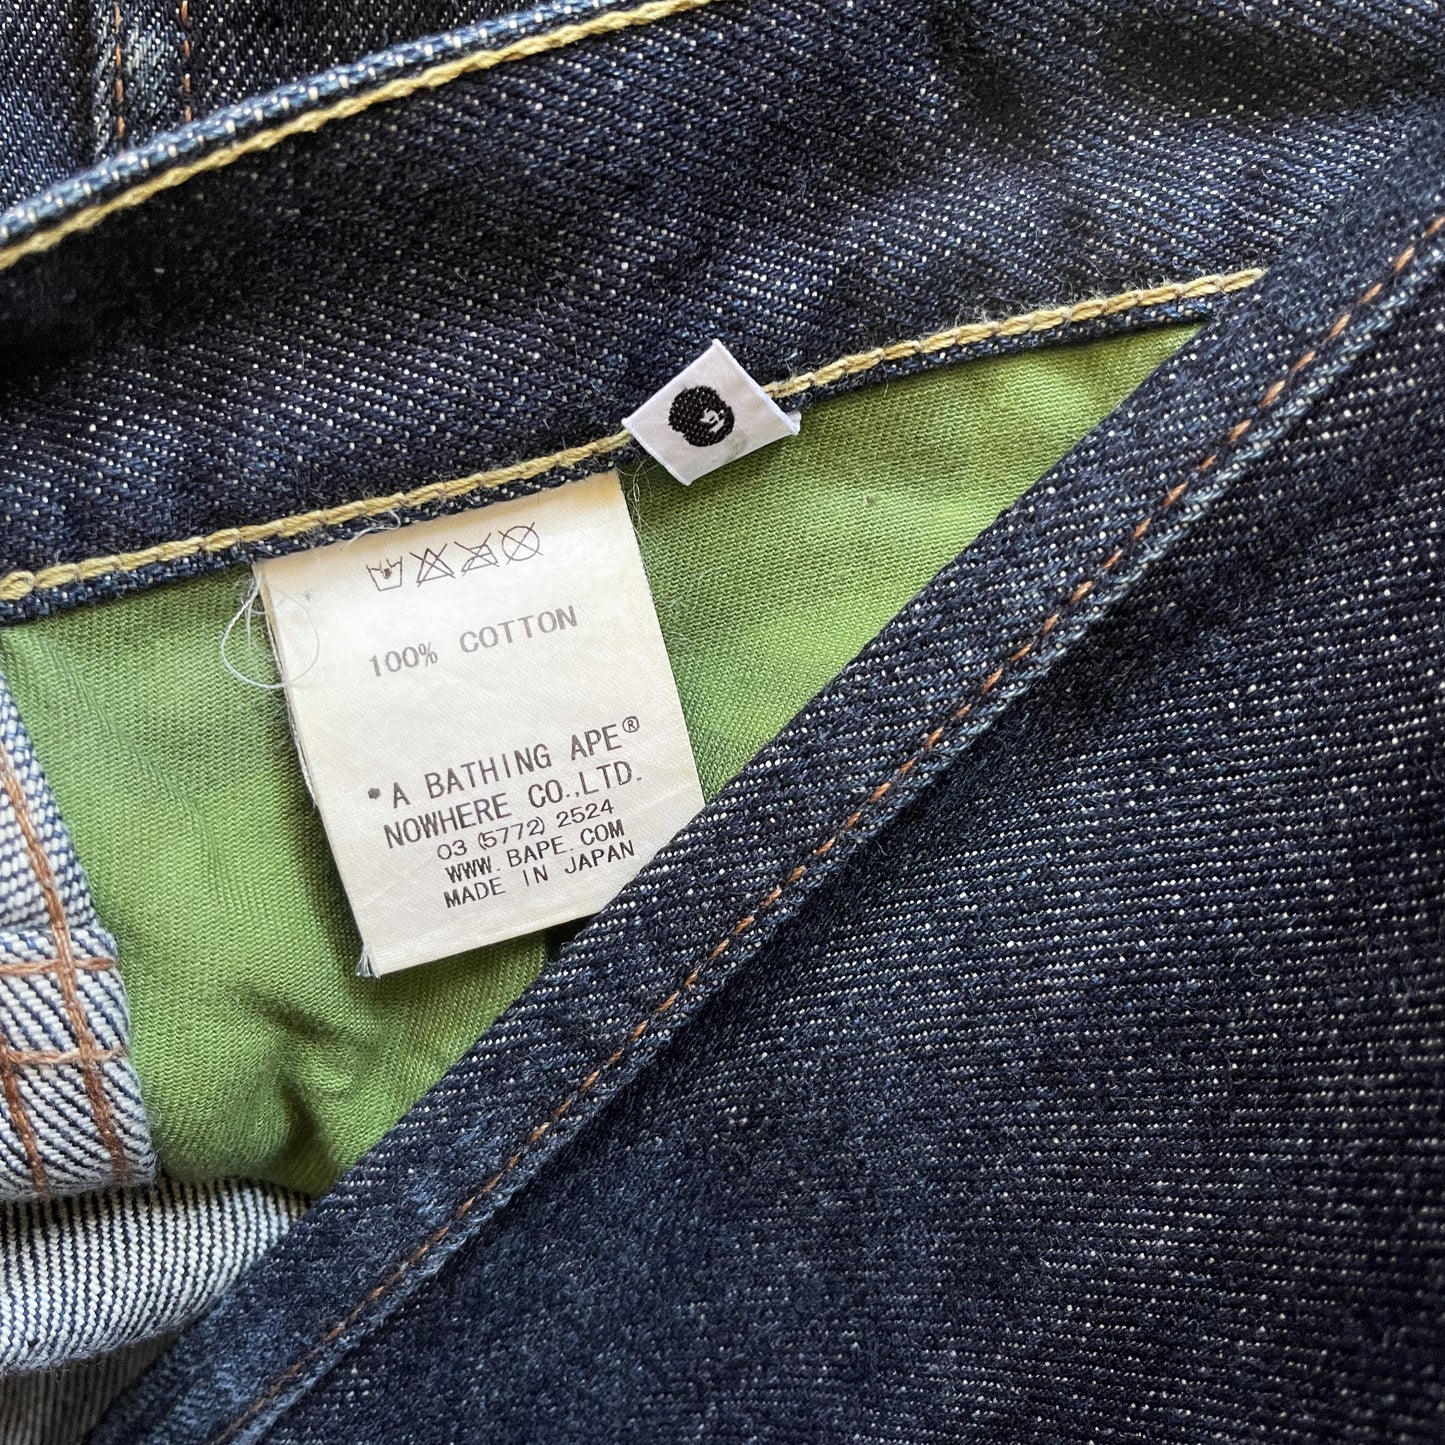 100% COTTON
*A BATHING APE®
NOWHERE CO.,LTD.
03 (5772) 2524
WWW.BAPE.COM
MADE IN JAPAN